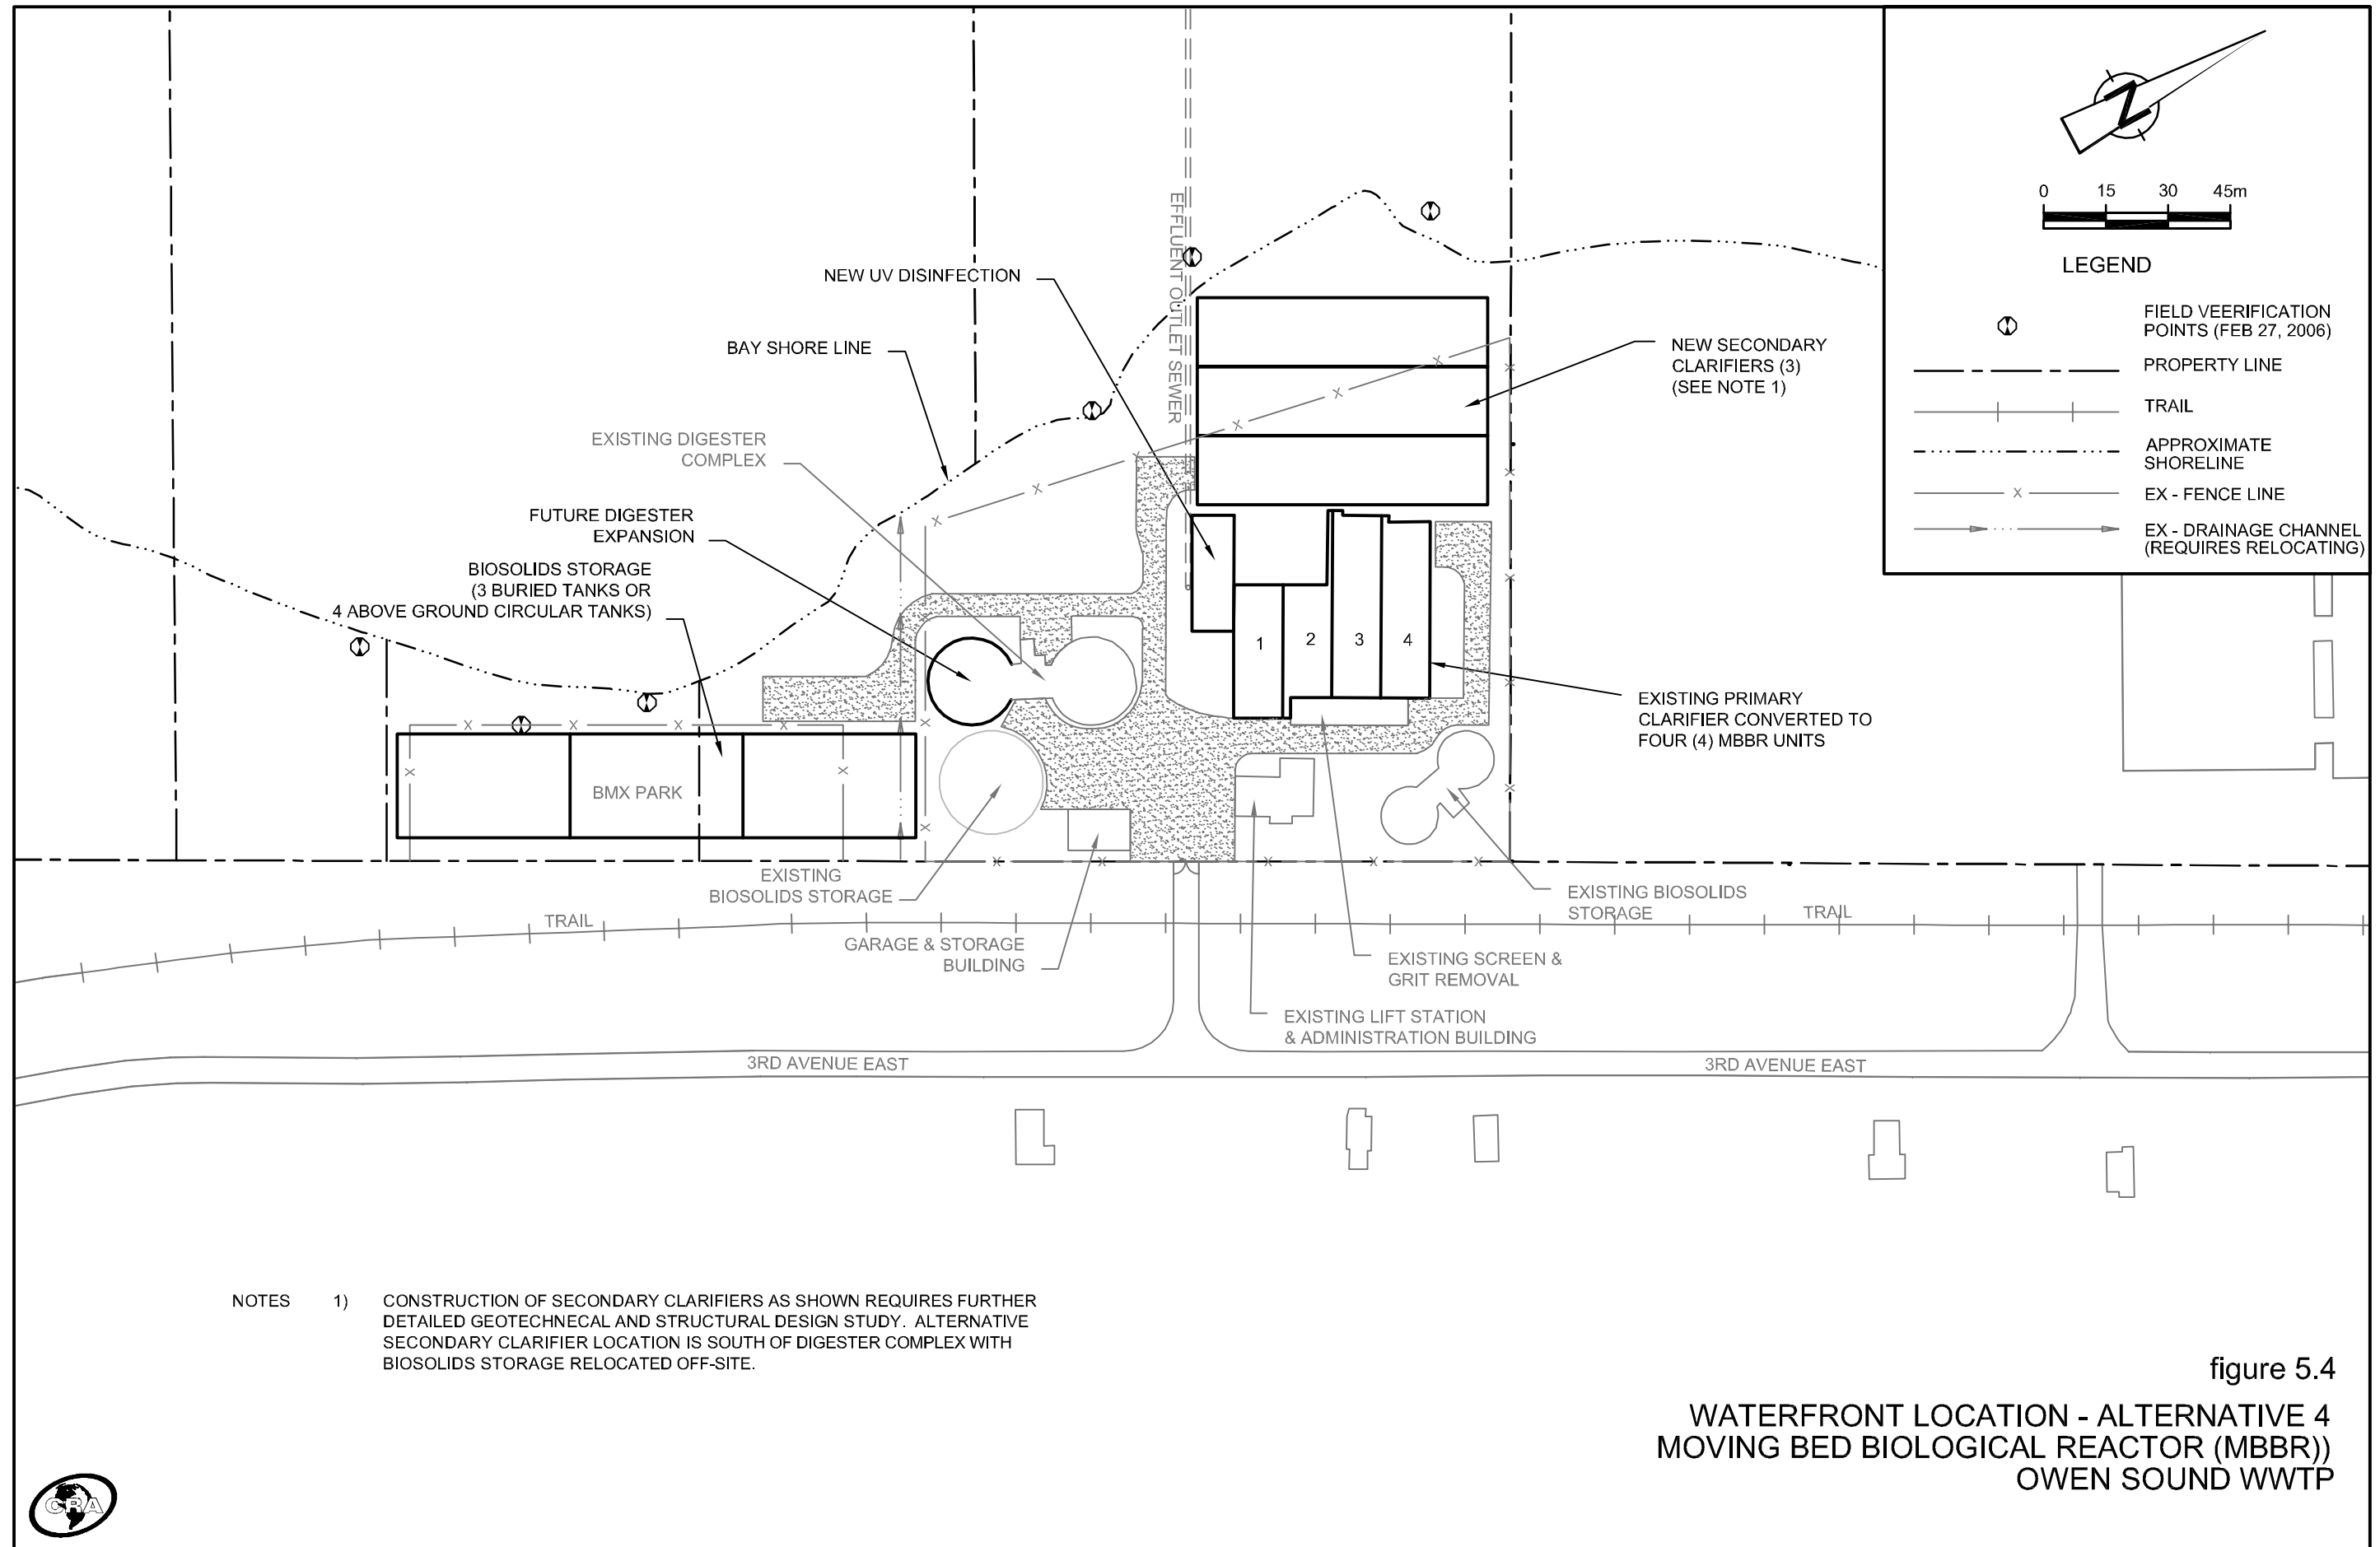 N
0 15 30 45m
LEGEND
FIELD VEERIFICATION
POINTS (FEB 27, 2006)
PROPERTY LINE
TRAIL
APPROXIMATE
SHORELINE
X
EX - FENCE LINE
EX - DRAINAGE CHANNEL
(REQUIRES RELOCATING)
EFFLUENT OUTLET SEWER
NEW UV DISINFECTION
BAY SHORE LINE
NEW SECONDARY
CLARIFIERS (3)
(SEE NOTE 1)
EXISTING DIGESTER
COMPLEX
FUTURE DIGESTER
EXPANSION
BIOSOLIDS STORAGE
(3 BURIED TANKS OR
4 ABOVE GROUND CIRCULAR TANKS)
1 2 3 4
EXISTING PRIMARY
CLARIFIER CONVERTED TO
FOUR (4) MBBR UNITS
BMX PARK
EXISTING
BIOSOLIDS STORAGE
EXISTING BIOSOLIDS
STORAGE
TRAIL
TRAIL
GARAGE & STORAGE
BUILDING
EXISTING SCREEN &
GRIT REMOVAL
EXISTING LIFT STATION
& ADMINISTRATION BUILDING
3RD AVENUE EAST
3RD AVENUE EAST
NOTES 1) CONSTRUCTION OF SECONDARY CLARIFIERS AS SHOWN REQUIRES FURTHER
DETAILED GEOTECHNECAL AND STRUCTURAL DESIGN STUDY. ALTERNATIVE
SECONDARY CLARIFIER LOCATION IS SOUTH OF DIGESTER COMPLEX WITH
BIOSOLIDS STORAGE RELOCATED OFF-SITE.
figure 5.4
WATERFRONT LOCATION - ALTERNATIVE 4
MOVING BED BIOLOGICAL REACTOR (MBBR))
OWEN SOUND WWTP
CRA